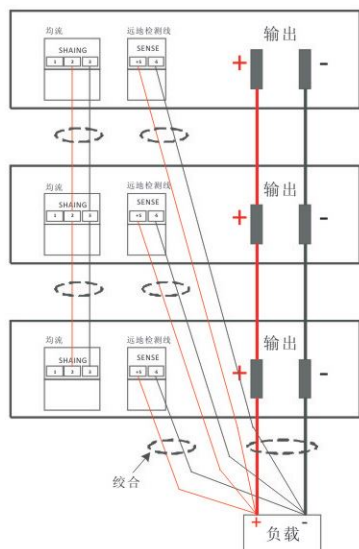 均流 远地检测线 输出
SHAING SENSE
1 2 3 +S -S
+ -
均流 远地检测线 输出
SHAING SENSE
1 2 3 +S -S
+ -
均流 远地检测线 输出
SHAING SENSE
1 2 3 +S -S
+ -
绞合
+ -
负载